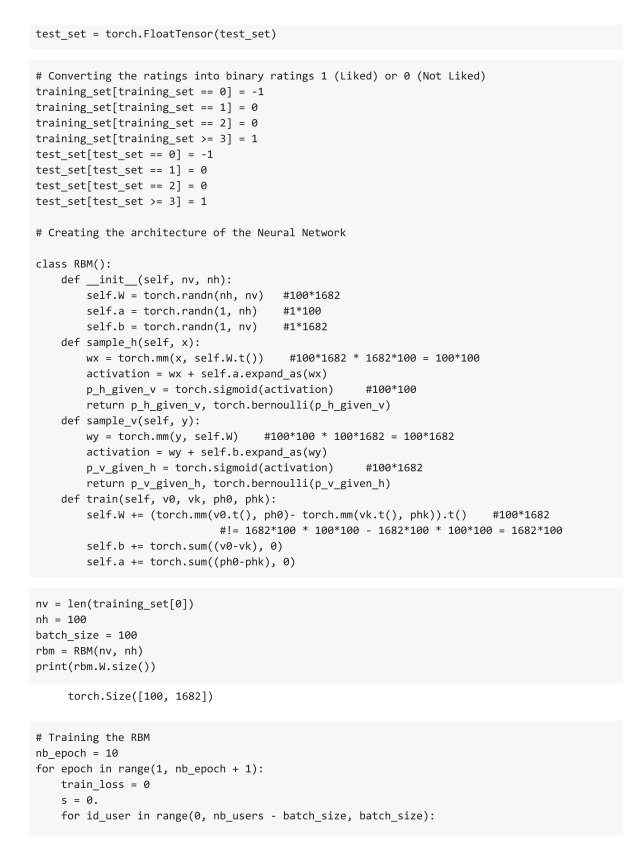 test_set = torch.FloatTensor(test_set)
# Converting the ratings into binary ratings 1 (Liked) or 0 (Not Liked)
training_set[training_set == 0] = -1
training_set[training_set == 1] = 0
training_set[training_set == 2] = 0
training_set[training_set >= 3] = 1
test_set[test_set == 0] = -1
test_set[test_set == 1] = 0
test_set[test_set == 2] = 0
test_set[test_set >= 3] = 1
# Creating the architecture of the Neural Network
class RBM():
    def __init__(self, nv, nh):
        self.W = torch.randn(nh, nv)   #100*1682
        self.a = torch.randn(1, nh)    #1*100
        self.b = torch.randn(1, nv)    #1*1682
    def sample_h(self, x):
        wx = torch.mm(x, self.W.t())    #100*1682 * 1682*100 = 100*100
        activation = wx + self.a.expand_as(wx)
        p_h_given_v = torch.sigmoid(activation)     #100*100
        return p_h_given_v, torch.bernoulli(p_h_given_v)
    def sample_v(self, y):
        wy = torch.mm(y, self.W)    #100*100 * 100*1682 = 100*1682
        activation = wy + self.b.expand_as(wy)
        p_v_given_h = torch.sigmoid(activation)     #100*1682
        return p_v_given_h, torch.bernoulli(p_v_given_h)
    def train(self, v0, vk, ph0, phk):
        self.W += (torch.mm(v0.t(), ph0)- torch.mm(vk.t(), phk)).t()    #100*1682
                          #!= 1682*100 * 100*100 - 1682*100 * 100*100 = 1682*100
        self.b += torch.sum((v0-vk), 0)
        self.a += torch.sum((ph0-phk), 0)
nv = len(training_set[0])
nh = 100
batch_size = 100
rbm = RBM(nv, nh)
print(rbm.W.size())
torch.Size([100, 1682])
# Training the RBM
nb_epoch = 10
for epoch in range(1, nb_epoch + 1):
    train_loss = 0
    s = 0.
    for id_user in range(0, nb_users - batch_size, batch_size):